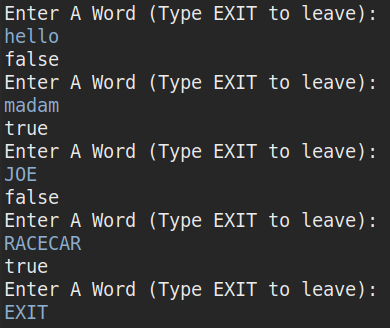 Enter A Word (Type EXIT to leave):
hello
false
Enter A Word (Type EXIT to leave):
madam
true
Enter A Word (Type EXIT to leave):
JOE
false
Enter A Word (Type EXIT to leave):
RACECAR
true
Enter A Word (Type EXIT to leave):
EXIT